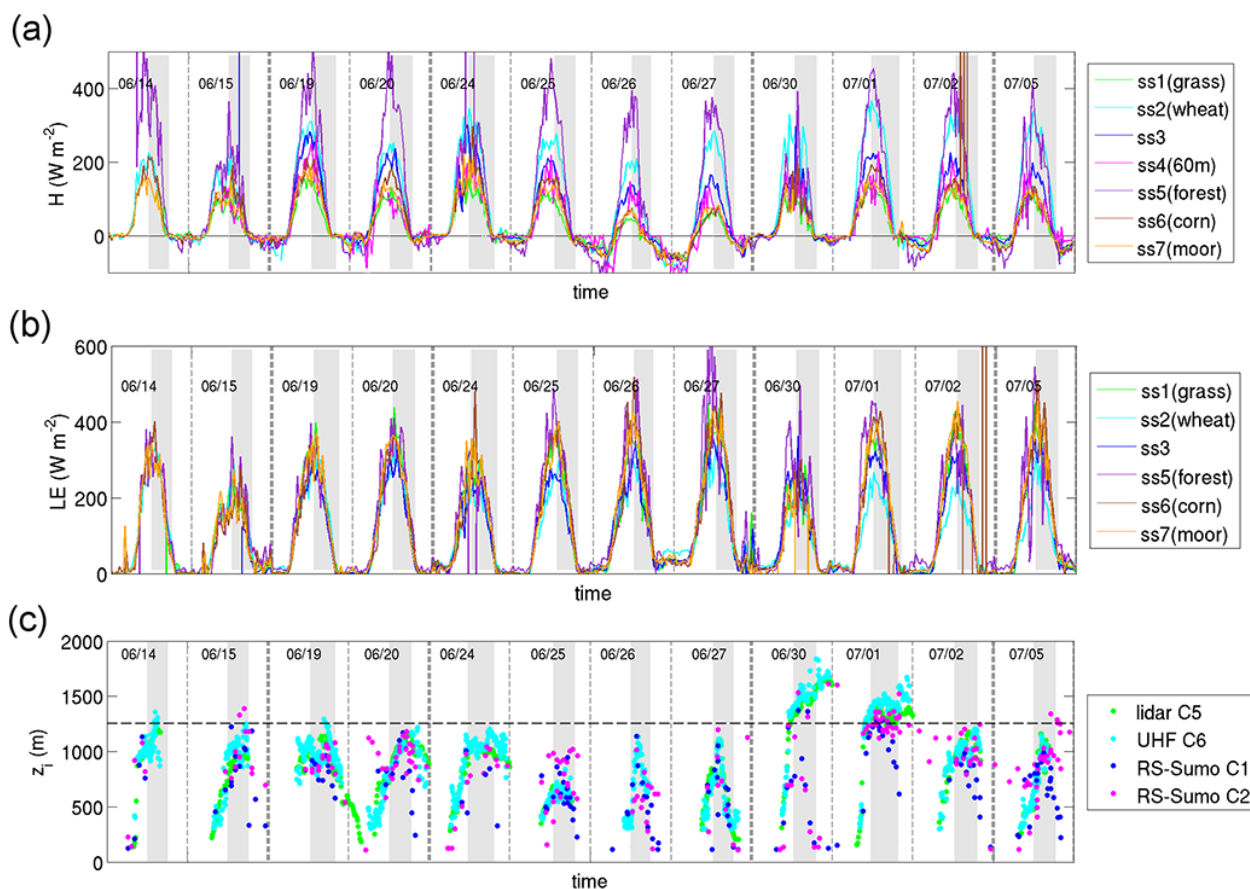 (a)
H (W m-2)
400
200
0
06/14 06/15 06/19 06/20 06/24 06/25 06/26 06/27 06/30 07/01 07/02 07/05
time
ss1(grass)
ss2(wheat)
ss3
ss4(60m)
ss5(forest)
ss6(corn)
ss7(moor)
(b)
LE (W m-2)
600
400
200
0
06/14 06/15 06/19 06/20 06/24 06/25 06/26 06/27 06/30 07/01 07/02 07/05
time
ss1(grass)
ss2(wheat)
ss3
ss5(forest)
ss6(corn)
ss7(moor)
(c)
zi (m)
2000
1500
1000
500
0
06/14 06/15 06/19 06/20 06/24 06/25 06/26 06/27 06/30 07/01 07/02 07/05
time
lidar C5
UHF C6
RS-Sumo C1
RS-Sumo C2